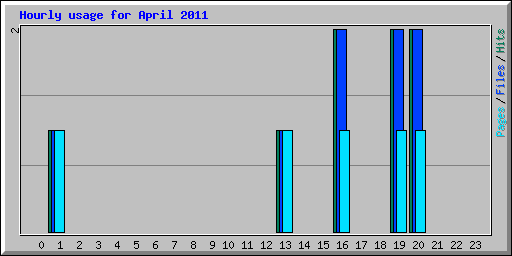 Hourly usage for April 2011
2
Pages/Files/Hits
0 1 2 3 4 5 6 7 8 9 10 11 12 13 14 15 16 17 18 19 20 21 22 23